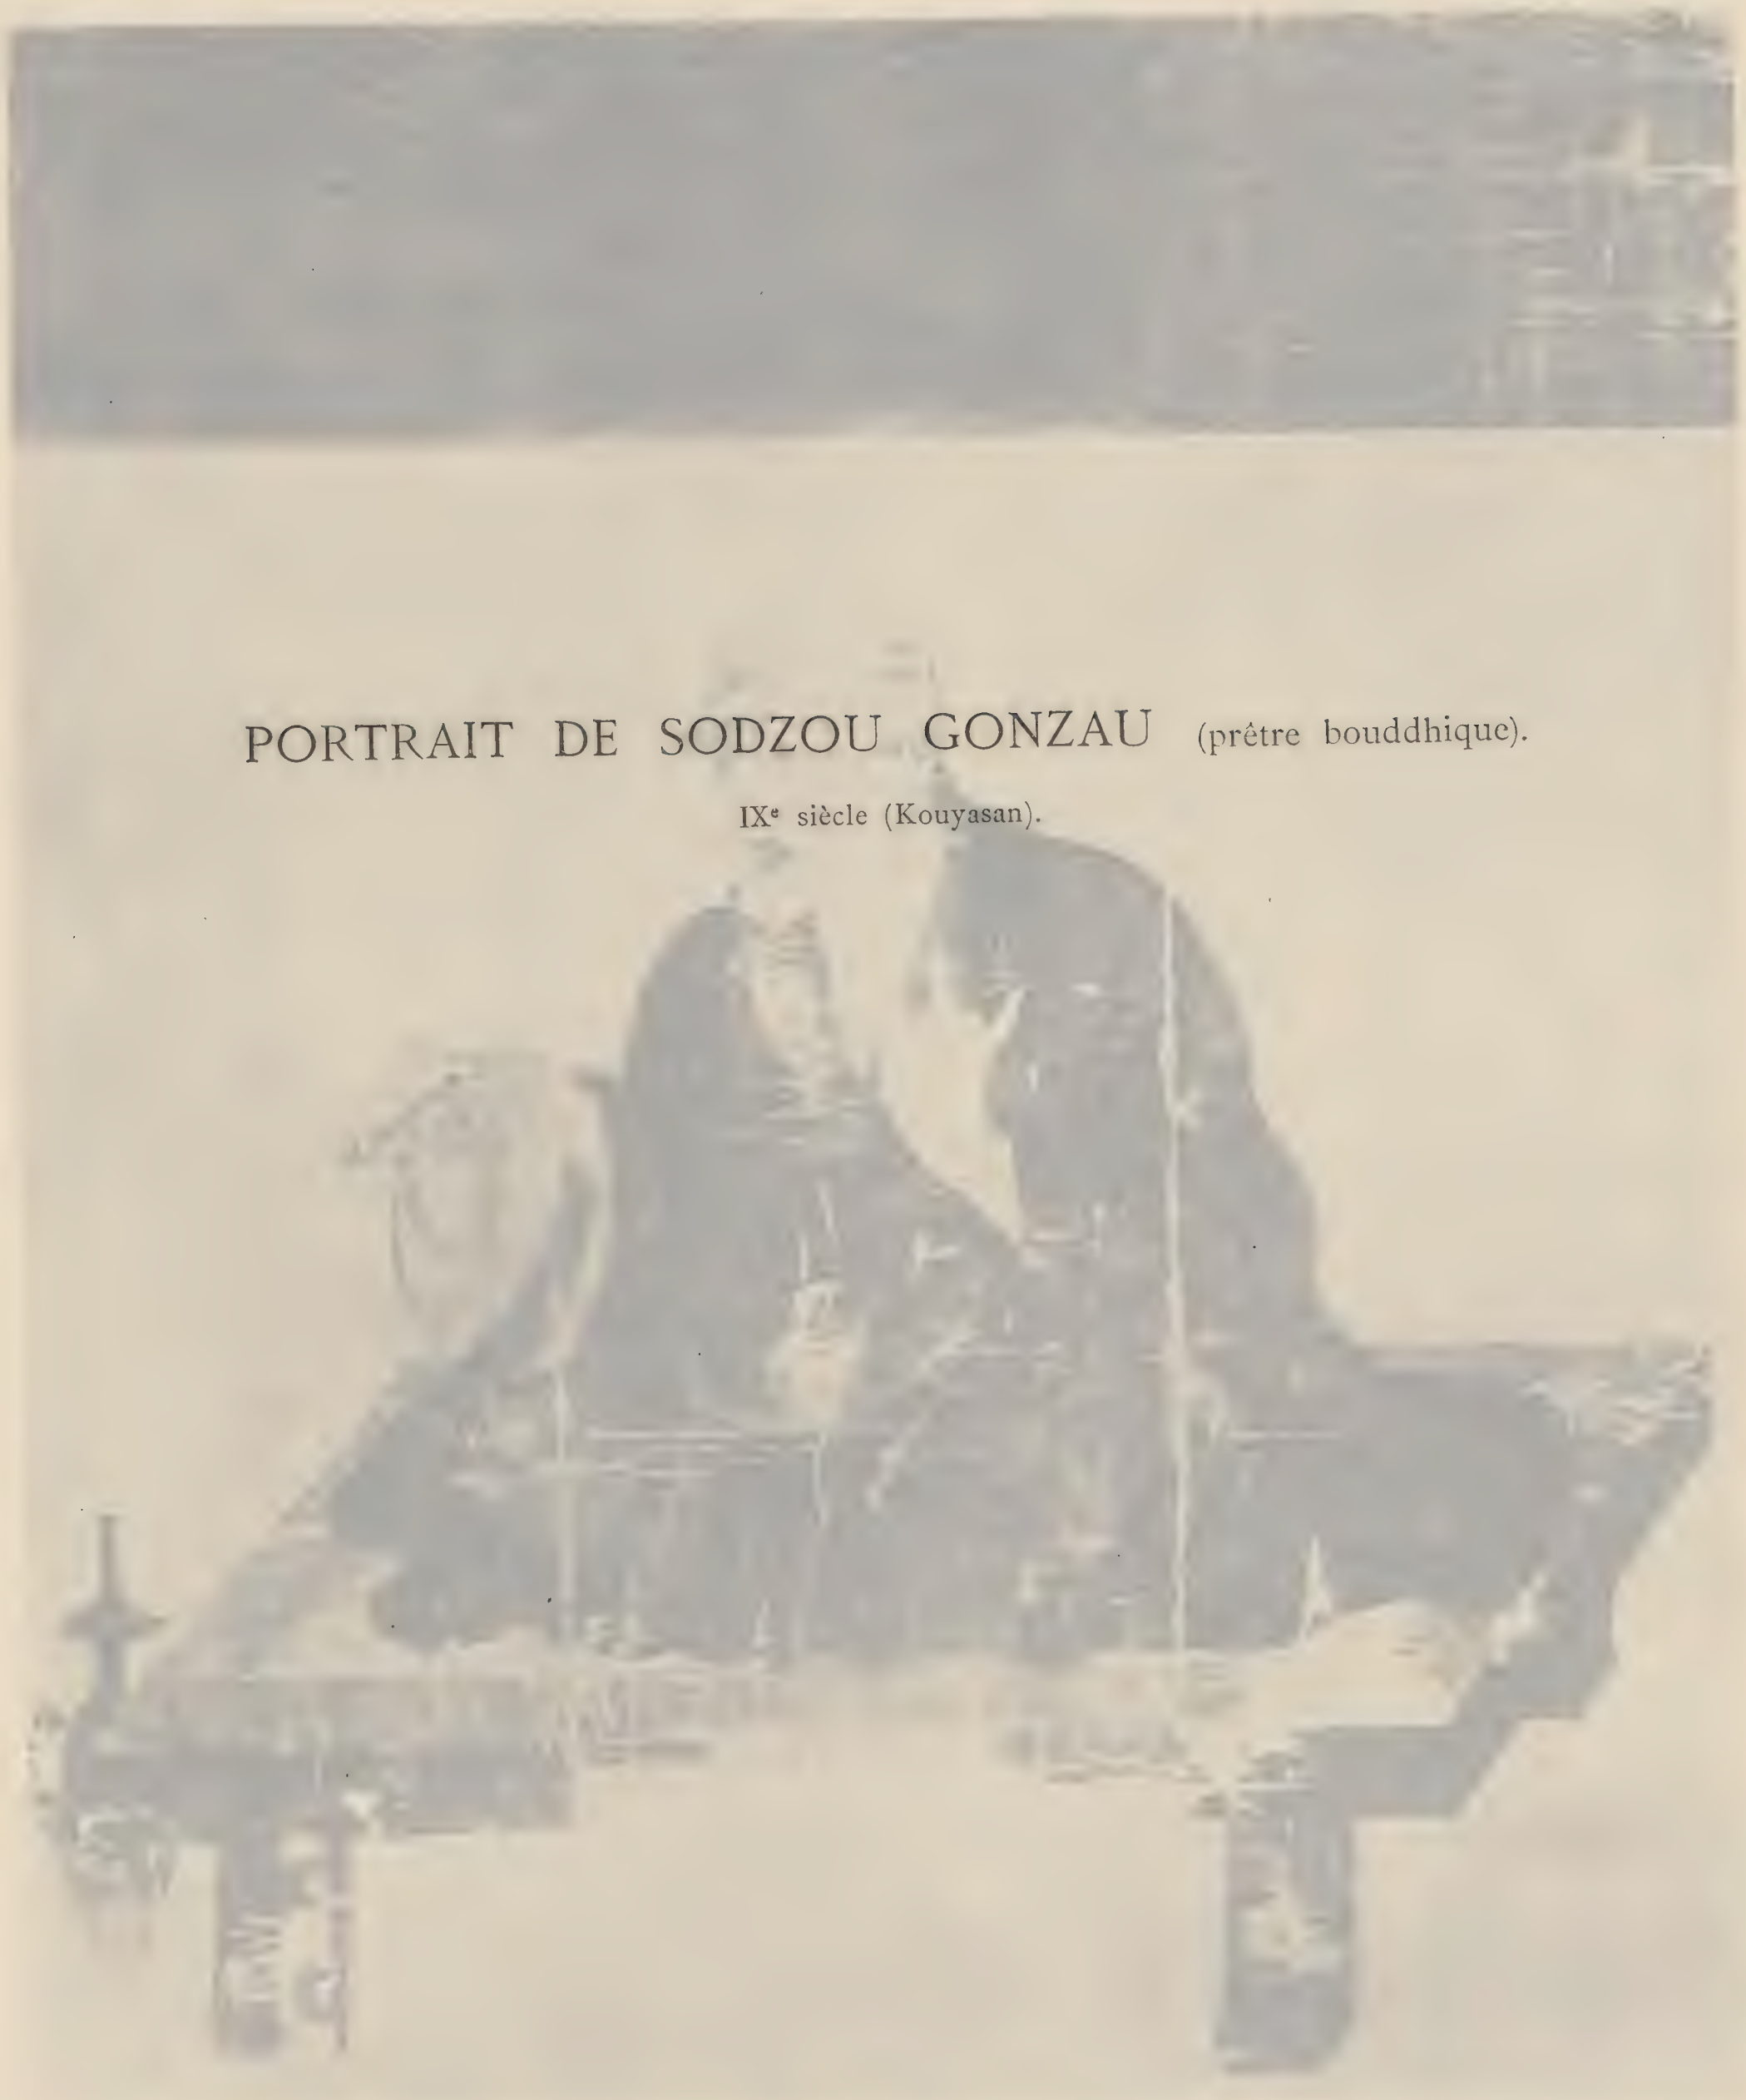 PORTRAIT DE SODZOU GONZAU (prêtre bouddhique).
IXᵉ siècle (Kouyasan).